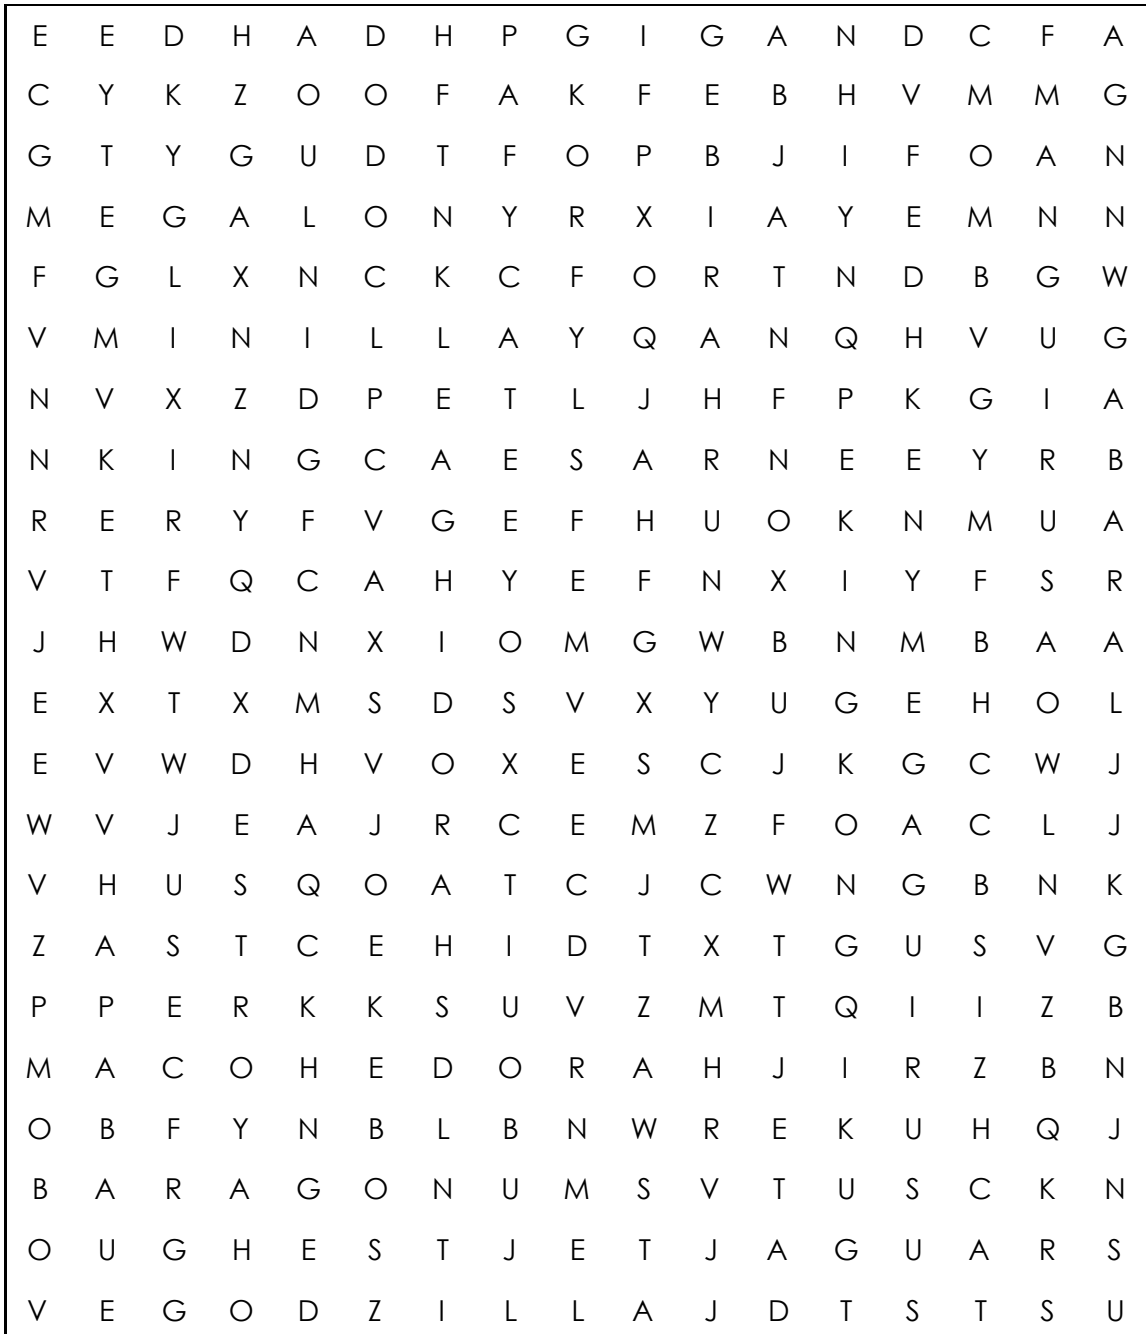 E E D H A D H P G I G A N D C F A
C Y K Z O O F A K F E B H V M M G
G T Y G U D T F O P B J I F O A N
M E G A L O N Y R X I A Y E M N N
F G L X N C K C F O R T N D B G W
V M I N I L L A Y Q A N Q H V U G
N V X Z D P E T L J H F P K G I A
N K I N G C A E S A R N E E Y R B
R E R Y F V G E F H U O K N M U A
V T F Q C A H Y E F N X I Y F S R
J H W D N X I O M G W B N M B A A
E X T X M S D S V X Y U G E H O L
E V W D H V O X E S C J K G C W J
W V J E A J R C E M Z F O A C L J
V H U S Q O A T C J C W N G B N K
Z A S T C E H I D T X T G U S V G
P P E R K K S U V Z M T Q I I Z B
M A C O H E D O R A H J I R Z B N
O B F Y N B L B N W R E K U H Q J
B A R A G O N U M S V T U S C K N
O U G H E S T J E T J A G U A R S
V E G O D Z I L L A J D T S T S U